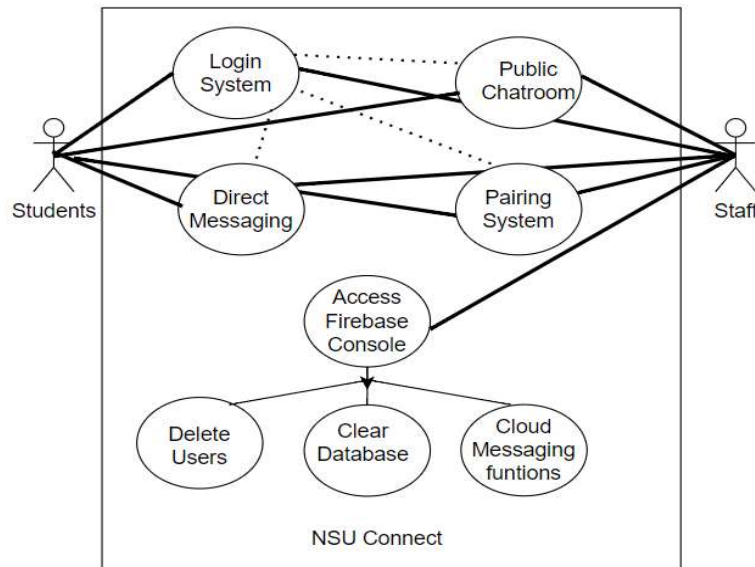 Login
System
Public
Chatroom
Students
Direct
Messaging
Pairing
System
Staff
Access
Firebase
Console
Delete
Users
Clear
Database
Cloud
Messaging
funtions
NSU Connect